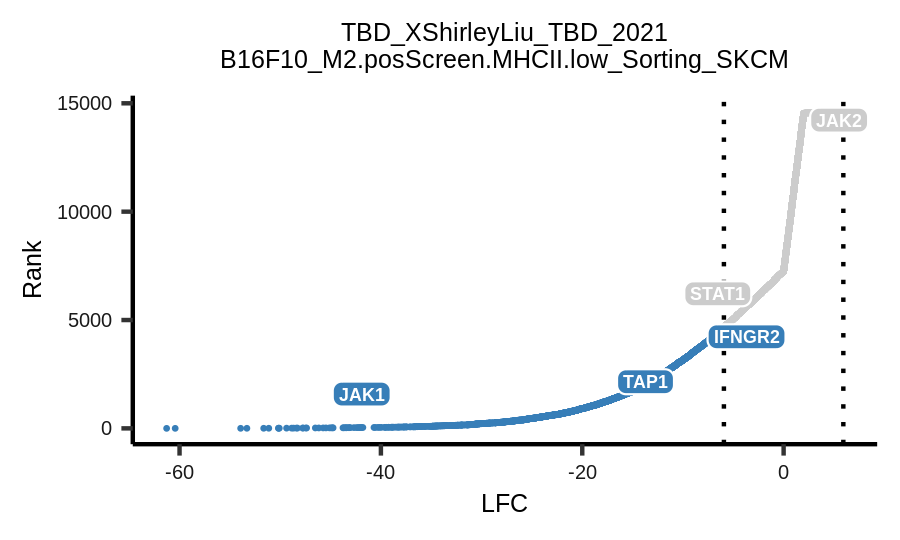 TBD_XShirleyLiu_TBD_2021
B16F10_M2.posScreen.MHCII.low_Sorting_SKCM
15000
JAK2
10000
Rank
STAT1
5000
IFNGR2
TAP1
JAK1
0
-60 -40 -20 0
LFC